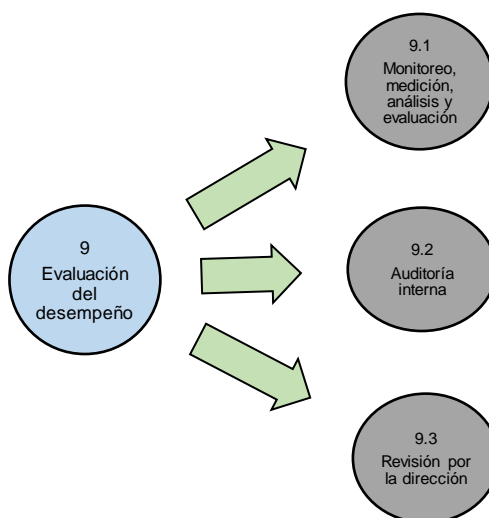 9
Evaluación
del
desempeño
9.1
Monitoreo,
medición,
análisis y
evaluación
9.2
Auditoría
interna
9.3
Revisión por
la dirección